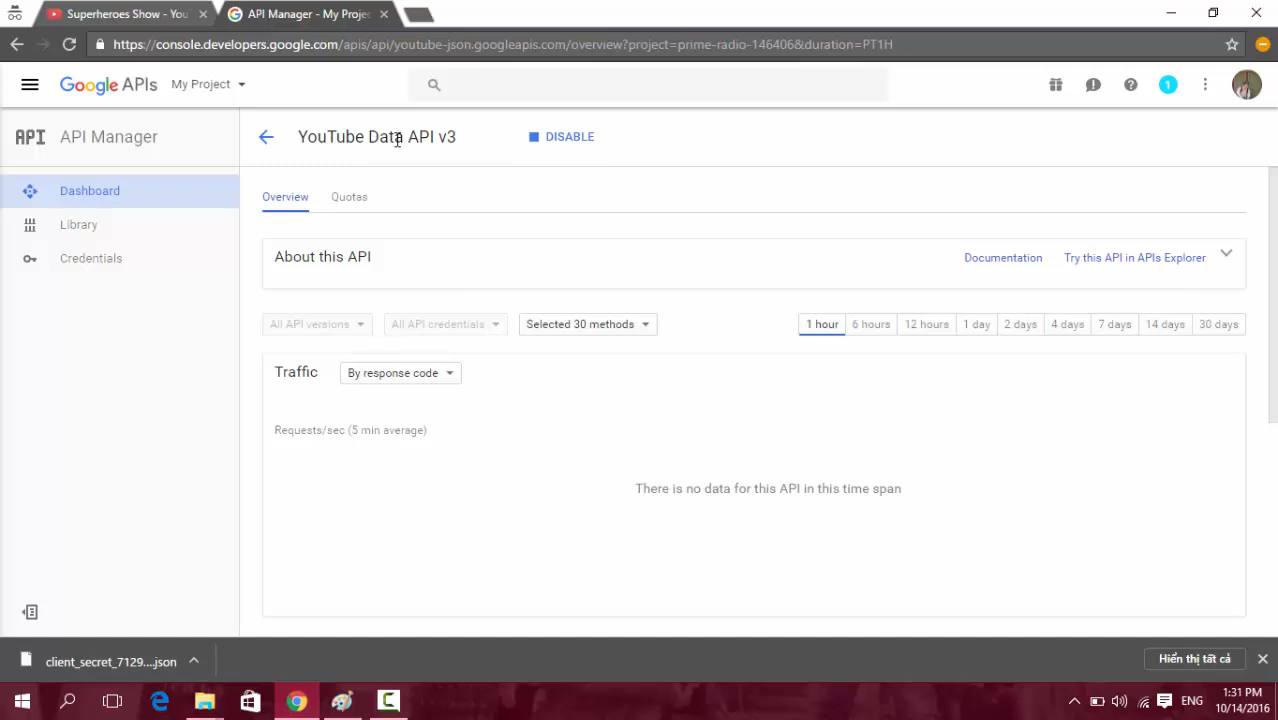 Superheroes Show - You
API Manager - My Projec
https://console.developers.google.com/apis/api/youtube-json.googleapis.com/overview?project=prime-radio-146406&duration=PT1H
Google APIs
My Project
1
API
API Manager
YouTube Data API v3
DISABLE
Dashboard
Library
Credentials
Overview
Quotas
About this API
Documentation
Try this API in APIs Explorer
All API versions
All API credentials
Selected 30 methods
1 hour
6 hours
12 hours
1 day
2 days
4 days
7 days
14 days
30 days
Traffic
By response code
Requests/sec (5 min average)
There is no data for this API in this time span
client_secret_7129....json
Hiển thị tất cả
ENG
1:31 PM
10/14/2016